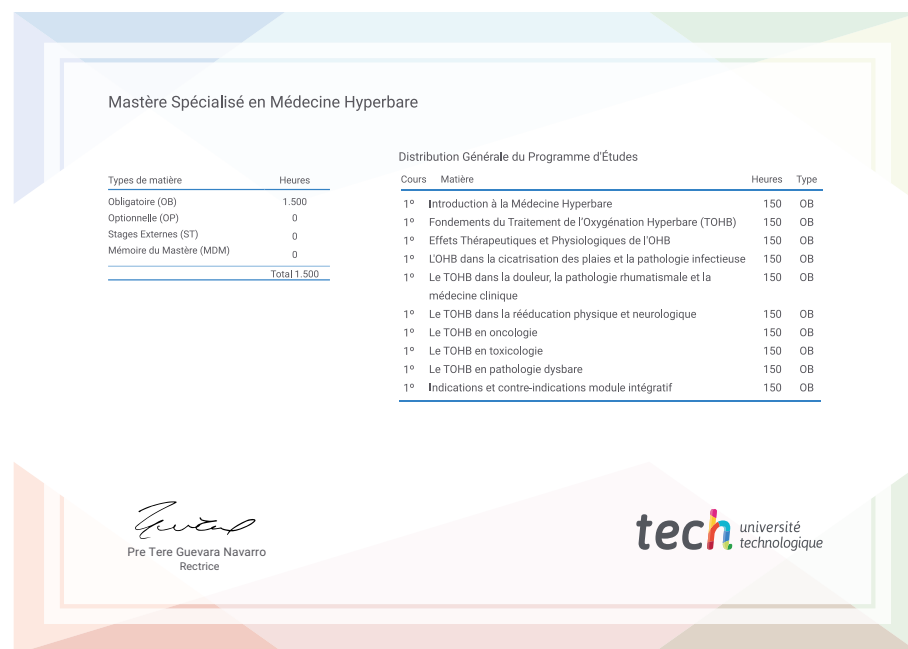 Mastère Spécialisé en Médecine Hyperbare
Types de matière Heures
Obligatoire (OB) 1.500
Optionnelle (OP) 0
Stages Externes (ST) 0
Mémoire du Mastère (MDM) 0
Total 1.500
Distribution Générale du Programme d'Études
Cours Matière Heures Type
1º Introduction à la Médecine Hyperbare 150 OB
1º Fondements du Traitement de l'Oxygénation Hyperbare (TOHB) 150 OB
1º Effets Thérapeutiques et Physiologiques de l'OHB 150 OB
1º L'OHB dans la cicatrisation des plaies et la pathologie infectieuse 150 OB
1º Le TOHB dans la douleur, la pathologie rhumatismale et la 150 OB
médecine clinique
1º Le TOHB dans la rééducation physique et neurologique 150 OB
1º Le TOHB en oncologie 150 OB
1º Le TOHB en toxicologie 150 OB
1º Le TOHB en pathologie dysbare 150 OB
1º Indications et contre-indications module intégratif 150 OB
Pre Tere Guevara Navarro
Rectrice
tech université
technologique